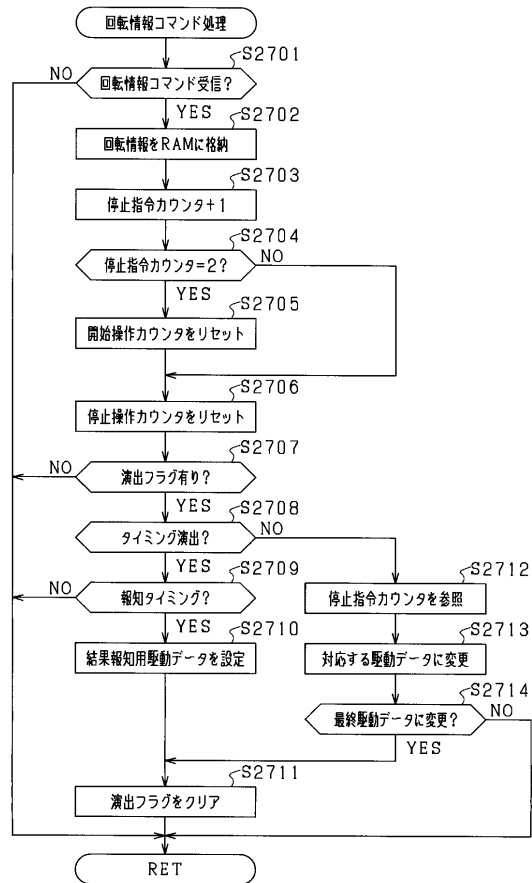 回転情報コマンド処理
S2701
NO
回転情報コマンド受信?
YES
S2702
回転情報をRAMに格納
S2703
停止指令カウンタ+1
S2704
停止指令カウンタ=2?
NO
YES
S2705
開始操作カウンタをリセット
S2706
停止操作カウンタをリセット
S2707
NO
演出フラグ有り?
YES
S2708
タイミング演出?
NO
YES
S2709
NO
報知タイミング?
S2712
停止指令カウンタを参照
YES
S2710
結果報知用駆動データを設定
S2713
対応する駆動データに変更
S2714
最終駆動データに変更?
NO
YES
S2711
演出フラグをクリア
RET